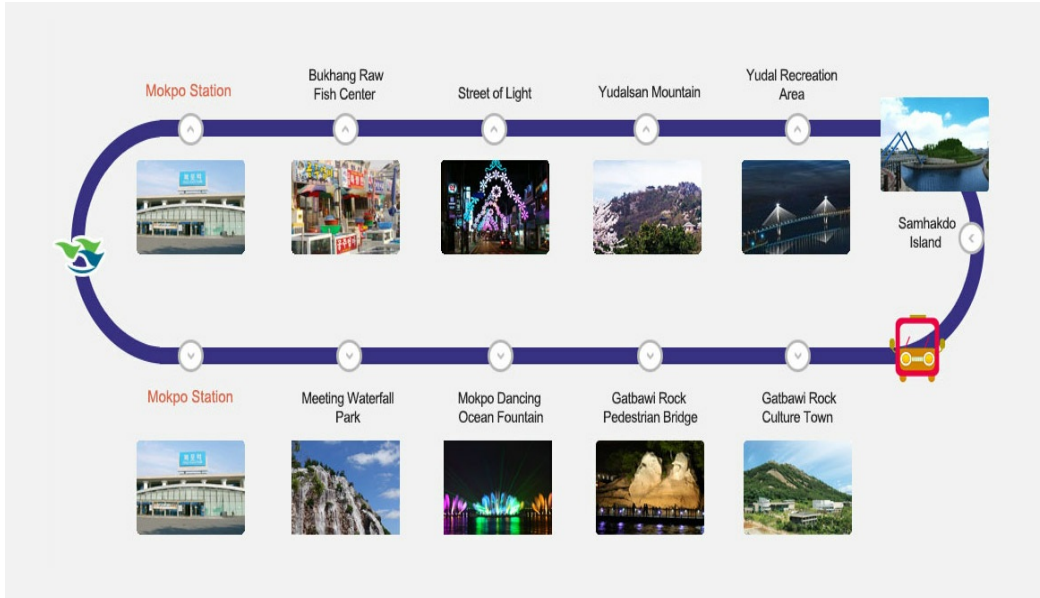 Mokpo Station
Bukhang Raw
Fish Center
Street of Light
Yudalsan Mountain
Yudal Recreation
Area
Samhakdo
Island
Mokpo Station
Meeting Waterfall
Park
Mokpo Dancing
Ocean Fountain
Gatbawi Rock
Pedestrian Bridge
Gatbawi Rock
Culture Town